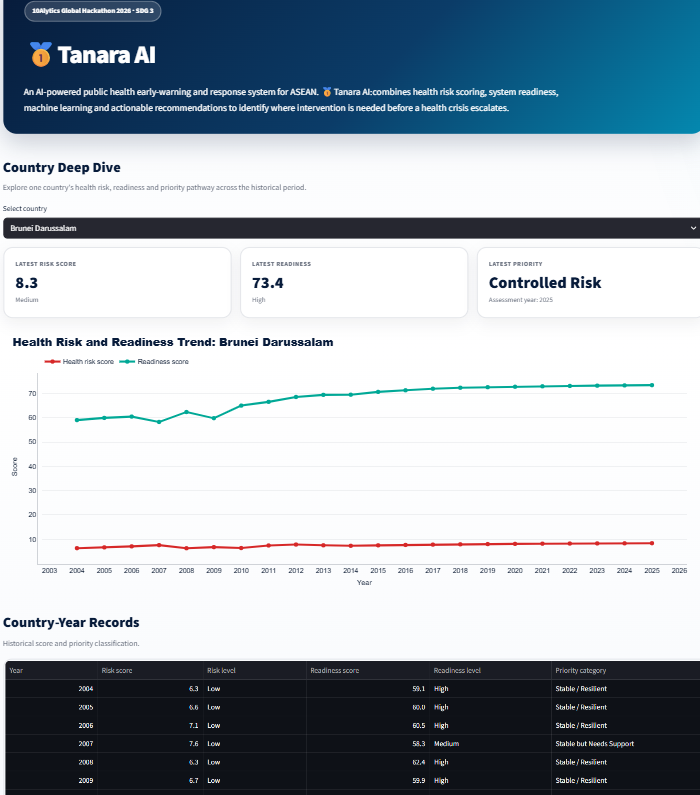 10Alytics Global Hackathon 2026 · SDG 3
Tanara AI
An AI-powered public health early-warning and response system for ASEAN. Tanara AI:combines health risk scoring, system readiness,
machine learning and actionable recommendations to identify where intervention is needed before a health crisis escalates.
Country Deep Dive
Explore one country's health risk, readiness and priority pathway across the historical period.
Select country
Brunei Darussalam
LATEST RISK SCORE LATEST READINESS LATEST PRIORITY
8.3 73.4 Controlled Risk
Medium High Assessment year: 2025
Health Risk and Readiness Trend: Brunei Darussalam
Health risk score Readiness score
70
60
50
40
30
20
10
Score
2003 2004 2005 2006 2007 2008 2009 2010 2011 2012 2013 2014 2015 2016 2017 2018 2019 2020 2021 2022 2023 2024 2025 2026
Year
Country-Year Records
Historical score and priority classification.
Year Risk score Risk level Readiness score Readiness level Priority category
2004 6.3 Low 59.1 High Stable / Resilient
2005 6.6 Low 60.0 High Stable / Resilient
2006 7.1 Low 60.5 High Stable / Resilient
2007 7.6 Low 58.3 Medium Stable but Needs Support
2008 6.3 Low 62.4 High Stable / Resilient
2009 6.7 Low 59.9 High Stable / Resilient